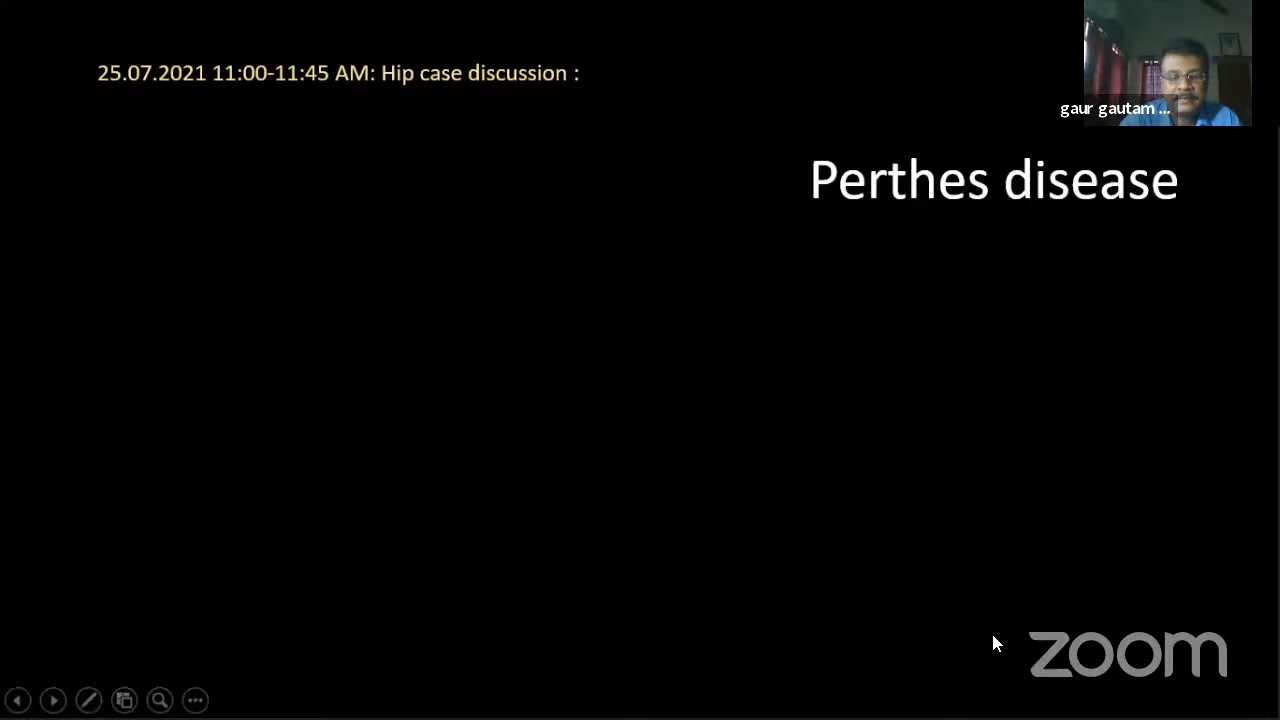 25.07.2021 11:00-11:45 AM: Hip case discussion :
gaur gautam ...
Perthes disease
zoom